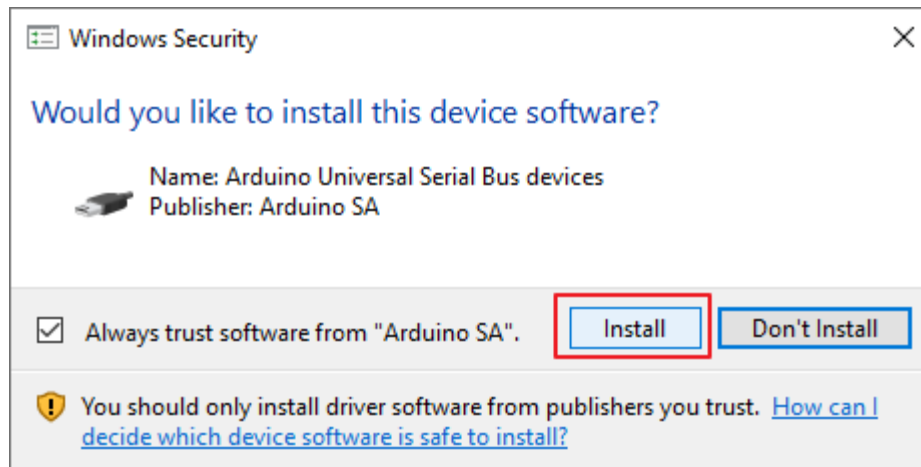 Windows Security
Would you like to install this device software?
Name: Arduino Universal Serial Bus devices
Publisher: Arduino SA
Always trust software from "Arduino SA".
Install
Don't Install
You should only install driver software from publishers you trust. How can I
decide which device software is safe to install?